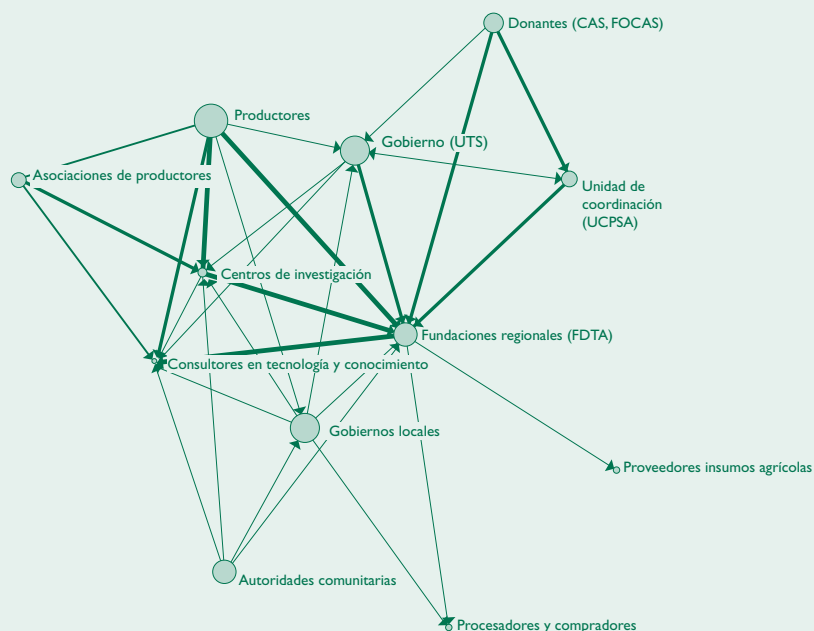 Donantes (CAS, FOCAS)
Productores
Gobierno (UTS)
Asociaciones de productores
Unidad de
coordinación
(UCPSA)
Centros de investigación
Fundaciones regionales (FDTA)
Consultores en tecnología y conocimiento
Gobiernos locales
Proveedores insumos agrícolas
Autoridades comunitarias
Procesadores y compradores